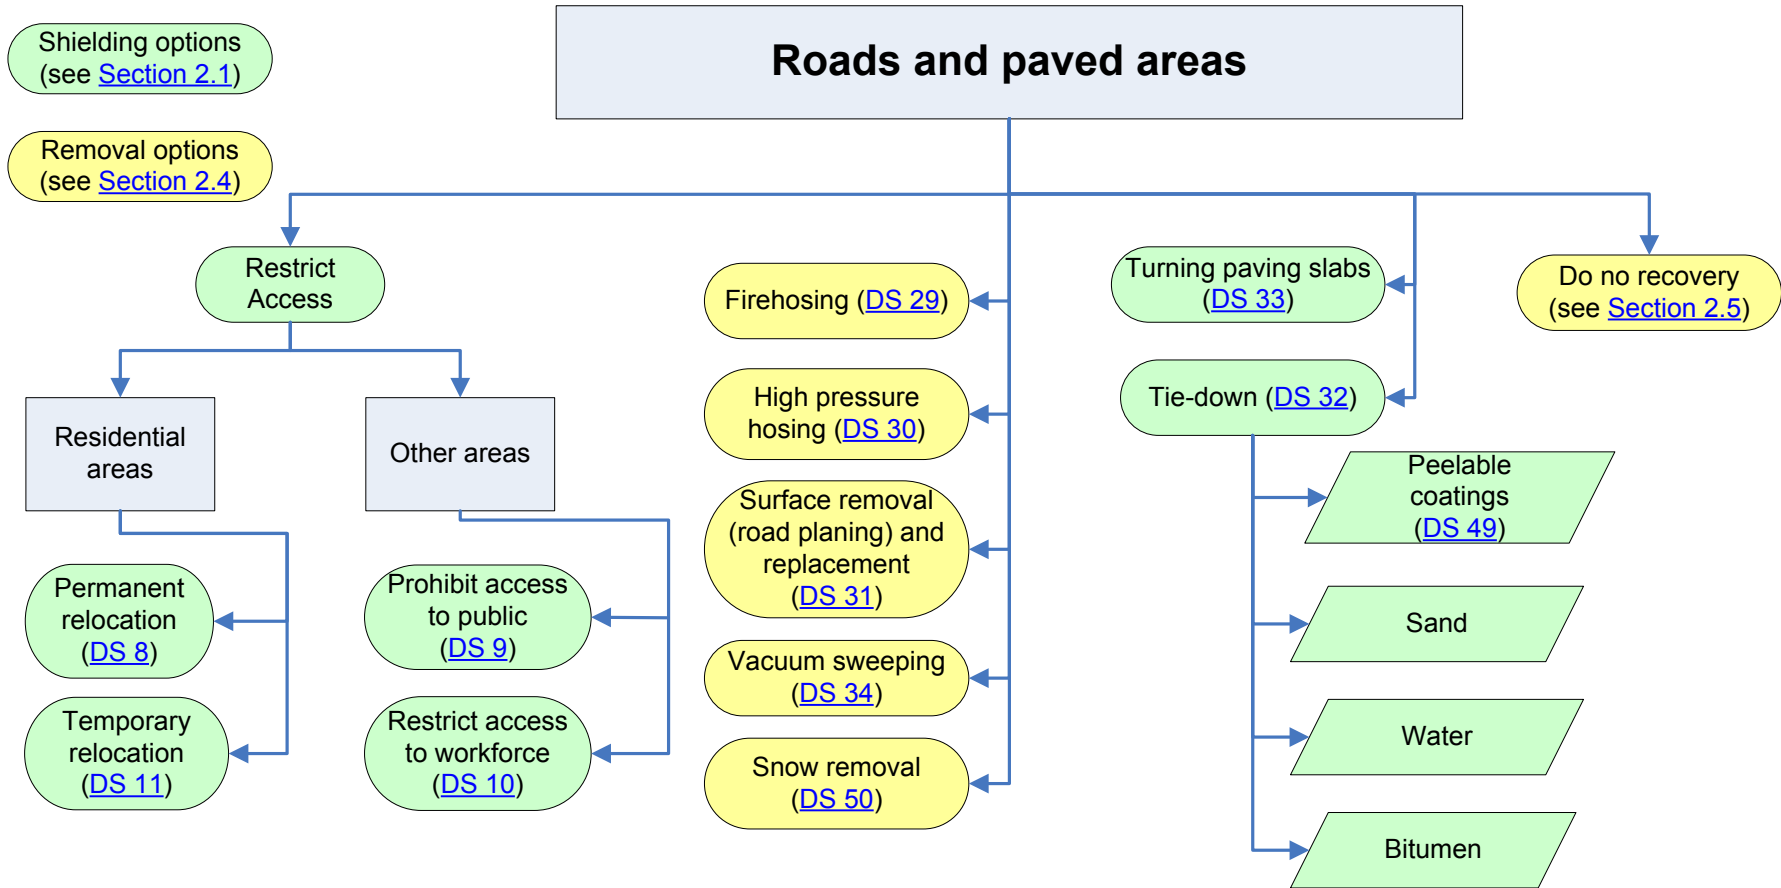 Roads and paved areas
Shielding options
(see Section 2.1)
Removal options
(see Section 2.4)
Restrict
Access
Residential
areas
Other areas
Permanent
relocation
(DS 8)
Temporary
relocation
(DS 11)
Prohibit access
to public
(DS 9)
Restrict access
to workforce
(DS 10)
Firehosing (DS 29)
High pressure
hosing (DS 30)
Surface removal
(road planing) and
replacement
(DS 31)
Vacuum sweeping
(DS 34)
Snow removal
(DS 50)
Turning paving slabs
(DS 33)
Tie-down (DS 32)
Peelable
coatings
(DS 49)
Sand
Water
Bitumen
Do no recovery
(see Section 2.5)